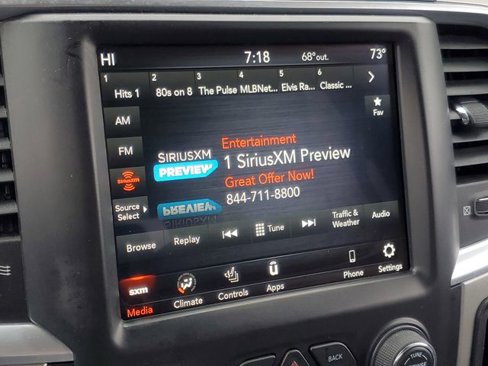 HI 7:18 68°out. 73°
1 2 3 4 5 6
Hits 1 80s on 8 The Pulse MLBNet... Elvis Ra... Classic ...
AM
Fav
FM
Entertainment
SIRIUSXM
PREVIEW
1 SiriusXM Preview
Great Offer Now!
844-711-8800
SiriusXM
Source
Select
Browse Replay Tune Traffic &
Weather Audio
sxm
Media Climate Controls Apps Phone Settings
BACK
TUNE